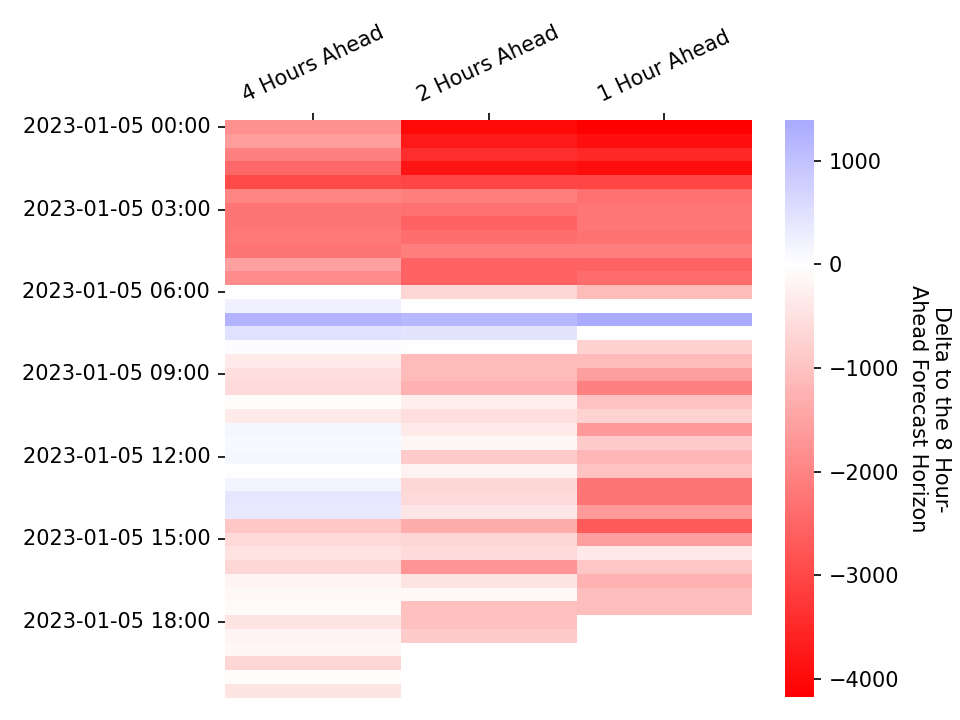 4 Hours Ahead
2 Hours Ahead
1 Hour Ahead
2023-01-05 00:00
2023-01-05 03:00
2023-01-05 06:00
2023-01-05 09:00
2023-01-05 12:00
2023-01-05 15:00
2023-01-05 18:00
1000
0
−1000
−2000
−3000
−4000
Delta to the 8 Hour-
Ahead Forecast Horizon